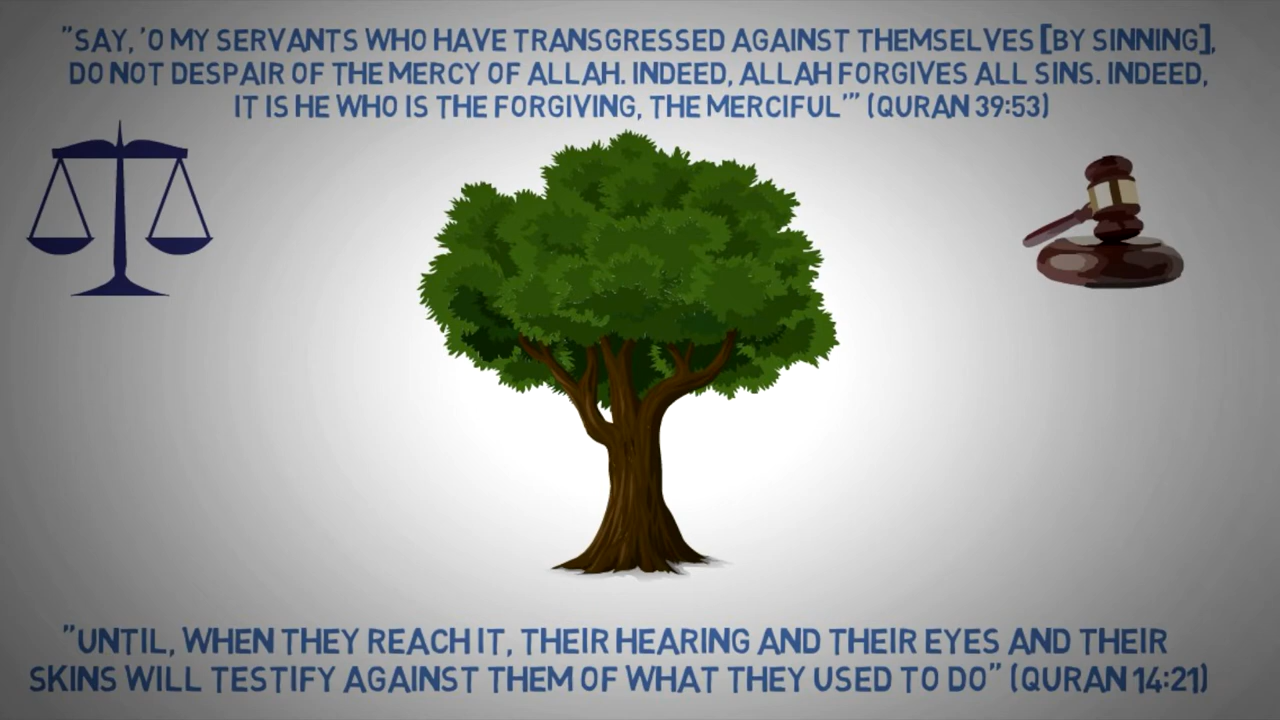 "SAY, 'O MY SERVANTS WHO HAVE TRANSGRESSED AGAINST THEMSELVES [BY SINNING],
DO NOT DESPAIR OF THE MERCY OF ALLAH. INDEED, ALLAH FORGIVES ALL SINS. INDEED,
IT IS HE WHO IS THE FORGIVING, THE MERCIFUL'" (QURAN 39:53)
"UNTIL, WHEN THEY REACH IT, THEIR HEARING AND THEIR EYES AND THEIR
SKINS WILL TESTIFY AGAINST THEM OF WHAT THEY USED TO DO" (QURAN 14:21)